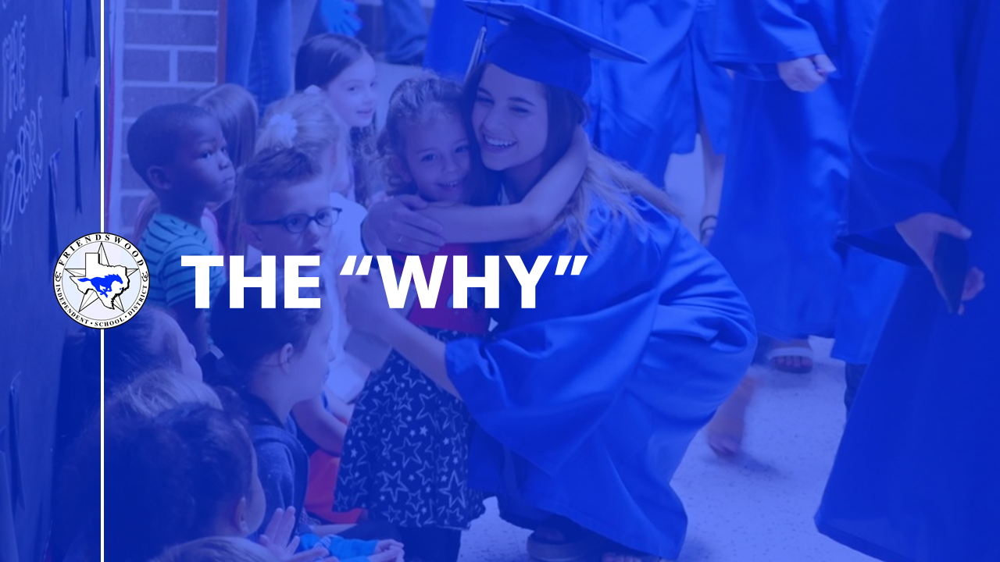 FRIENDSWOOD
INDEPENDENT • SCHOOL • DISTRICT
THE “WHY”